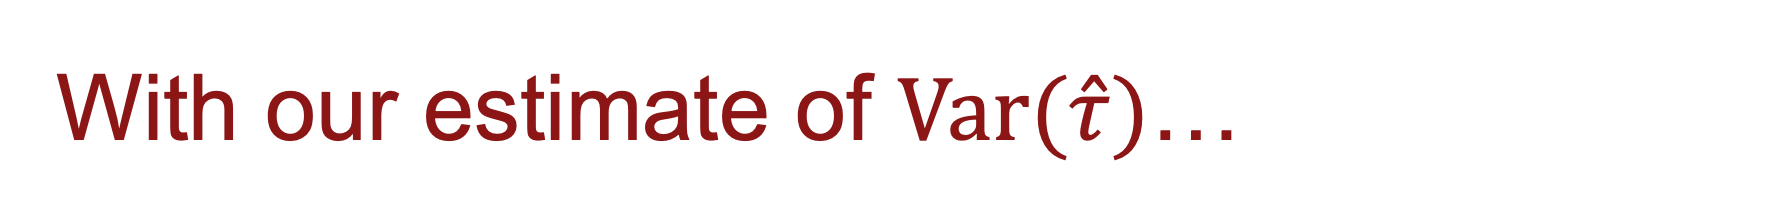 With our estimate of Var(τ̂)…